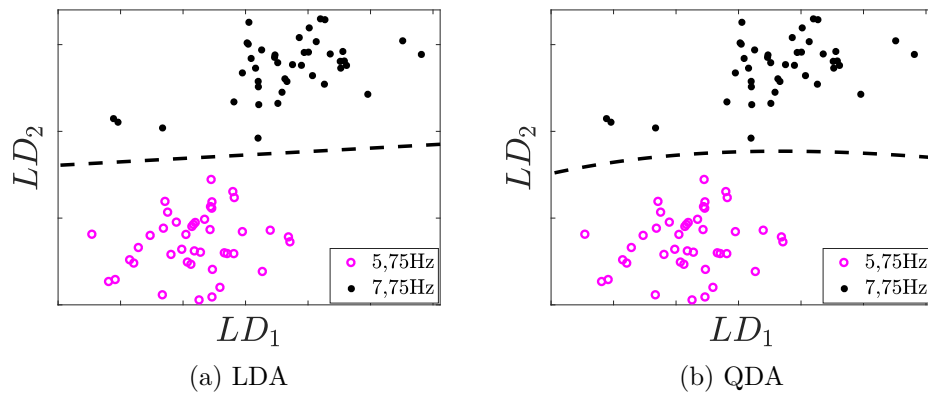 LD₂
5,75Hz
7,75Hz
LD₁
(a) LDA
LD₂
5,75Hz
7,75Hz
LD₁
(b) QDA